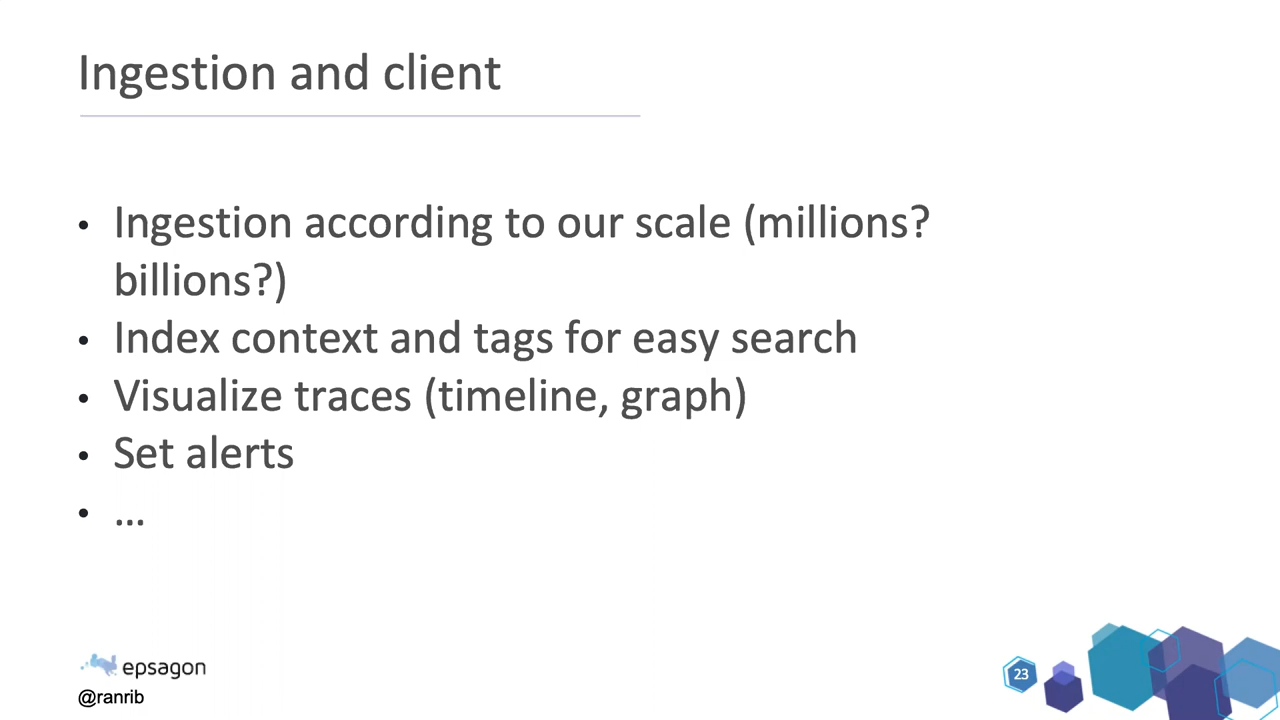 Ingestion and client
• Ingestion according to our scale (millions?
billions?)
• Index context and tags for easy search
• Visualize traces (timeline, graph)
• Set alerts
• ...
epsagon
@ranrib
23